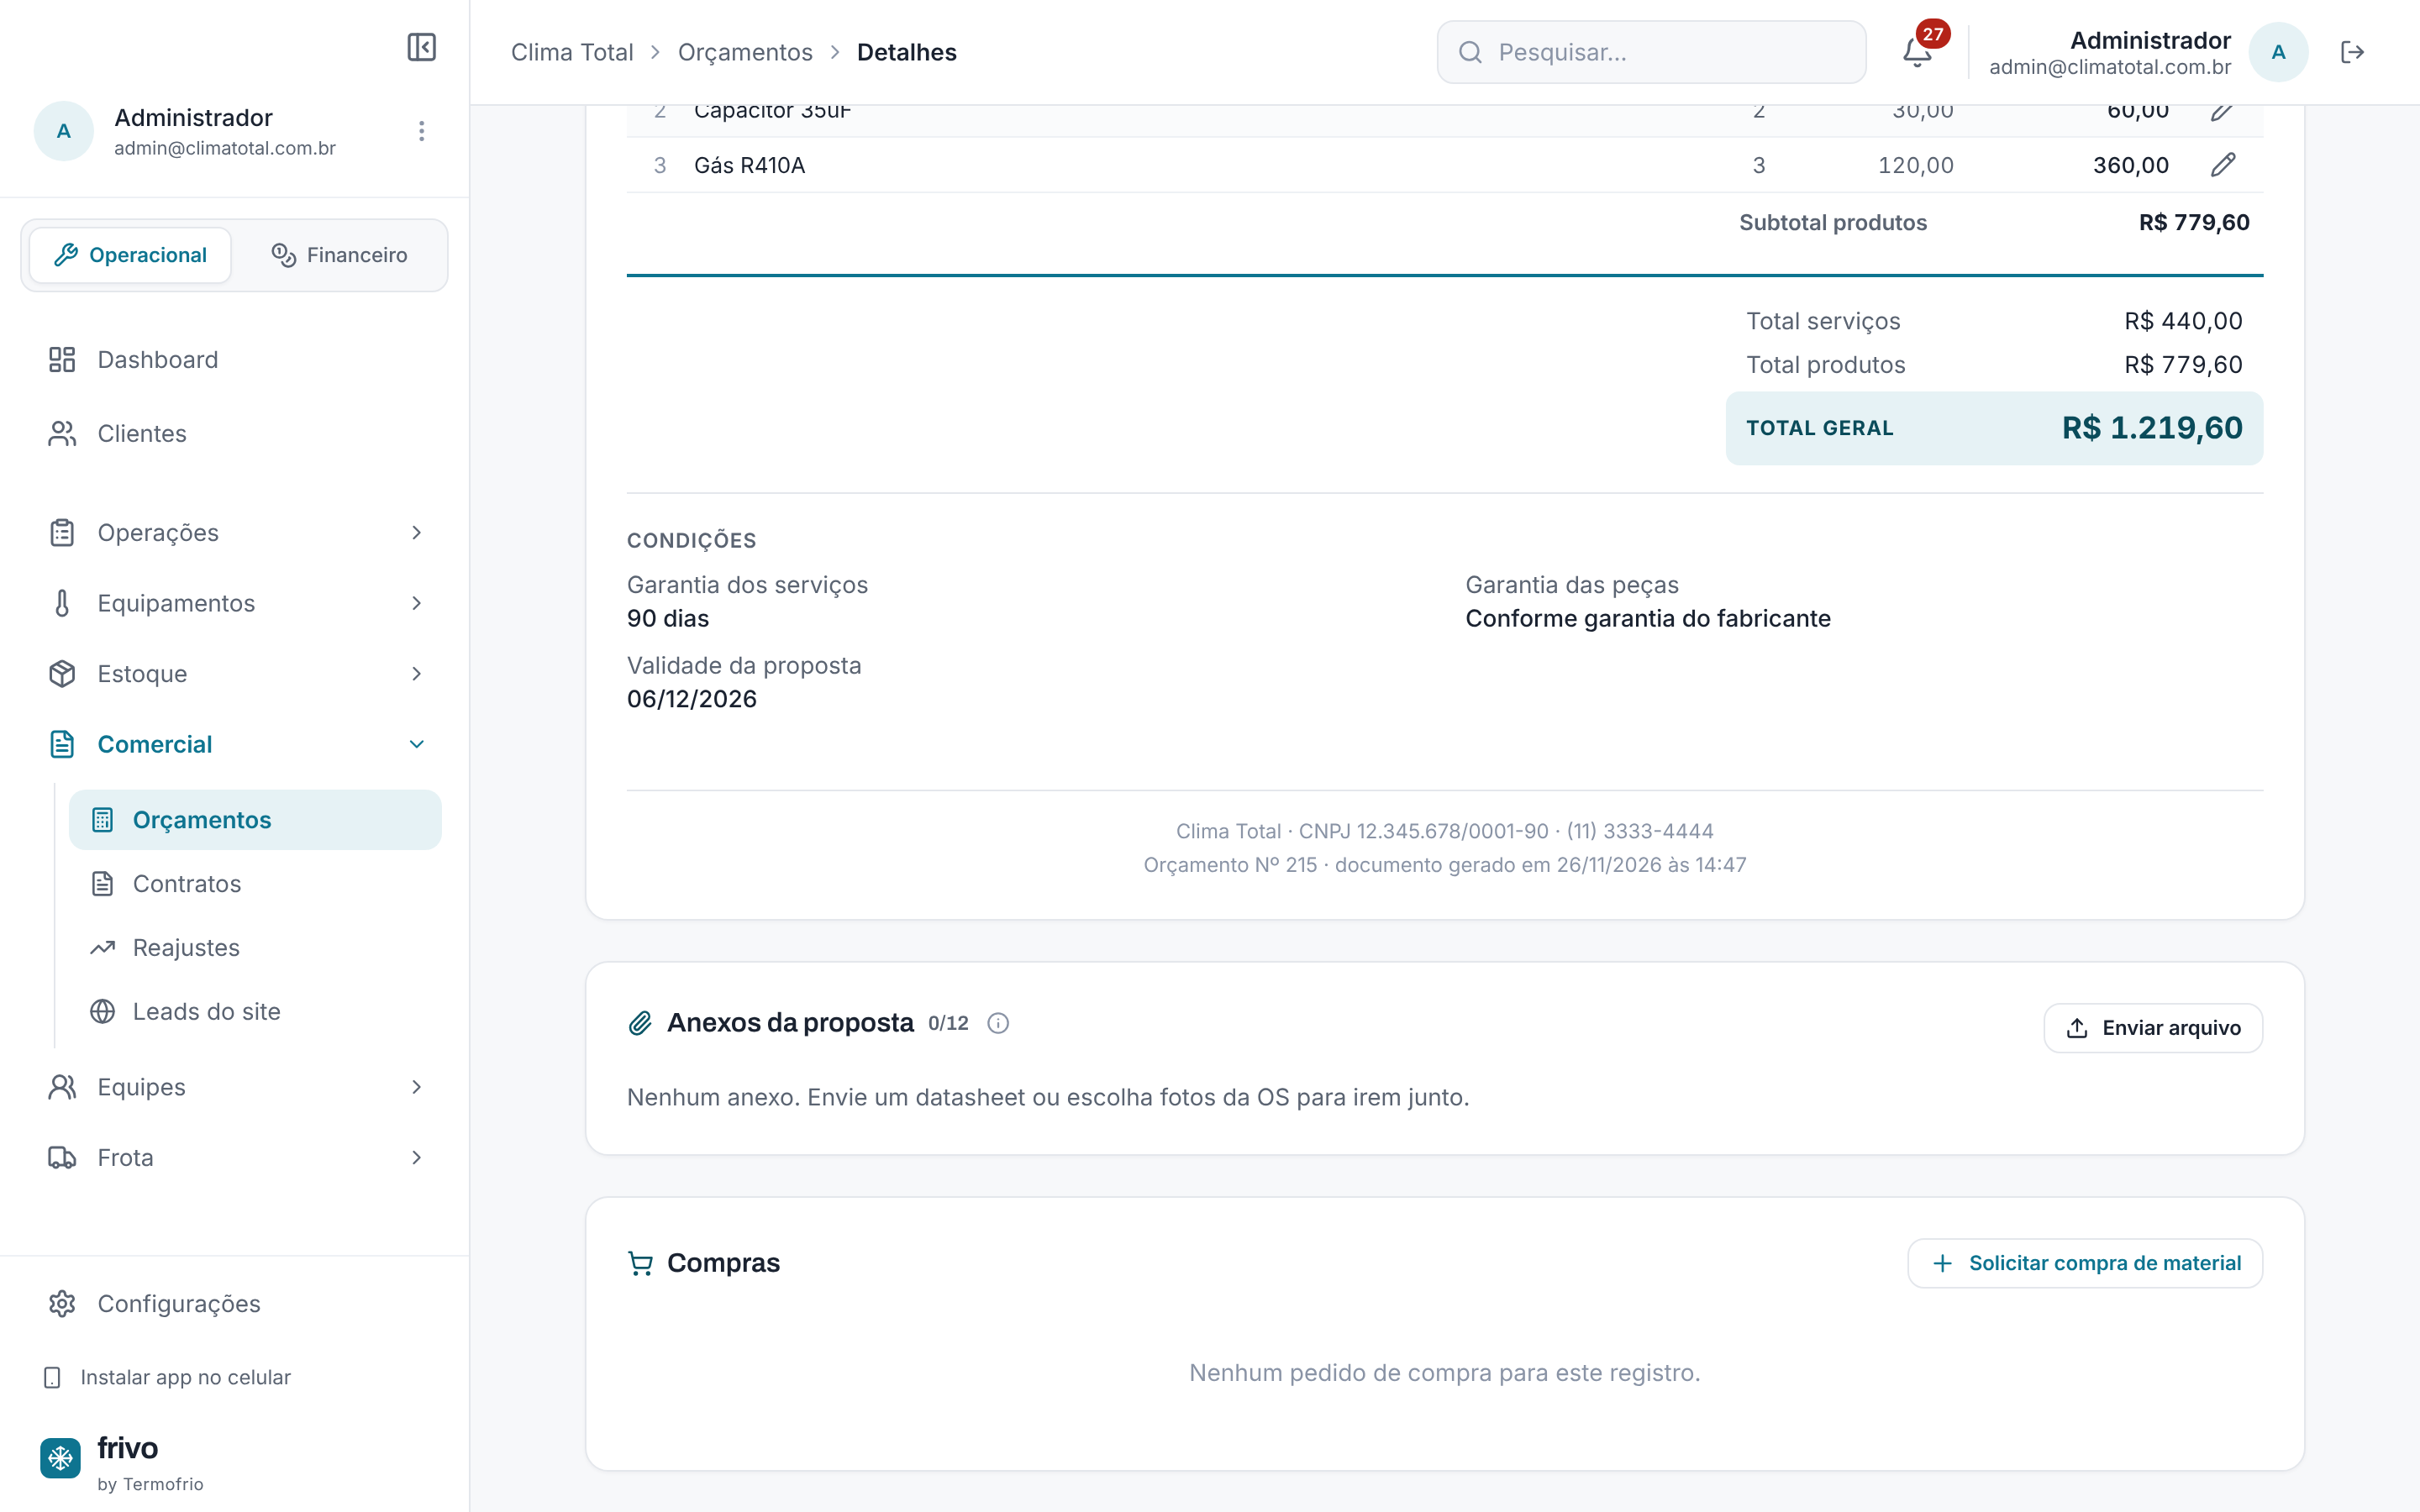 Administrador
admin@climatotal.com.br
A
Operacional
Financeiro
Dashboard
Clientes
Operações
Equipamentos
Estoque
Comercial
Orçamentos
Contratos
Reajustes
Leads do site
Equipes
Frota
Configurações
Instalar app no celular
frivo
by Termofrio
Clima Total > Orçamentos > Detalhes
Pesquisar...
27
Administrador
admin@climatotal.com.br
A
2 Capacitor 35uF 2 30,00 60,00
3 Gás R410A 3 120,00 360,00
Subtotal produtos R$ 779,60
Total serviços R$ 440,00
Total produtos R$ 779,60
TOTAL GERAL R$ 1.219,60
CONDIÇÕES
Garantia dos serviços
90 dias
Garantia das peças
Conforme garantia do fabricante
Validade da proposta
06/12/2026
Clima Total · CNPJ 12.345.678/0001-90 · (11) 3333-4444
Orçamento Nº 215 · documento gerado em 26/11/2026 às 14:47
Anexos da proposta 0/12
Enviar arquivo
Nenhum anexo. Envie um datasheet ou escolha fotos da OS para irem junto.
Compras
Solicitar compra de material
Nenhum pedido de compra para este registro.